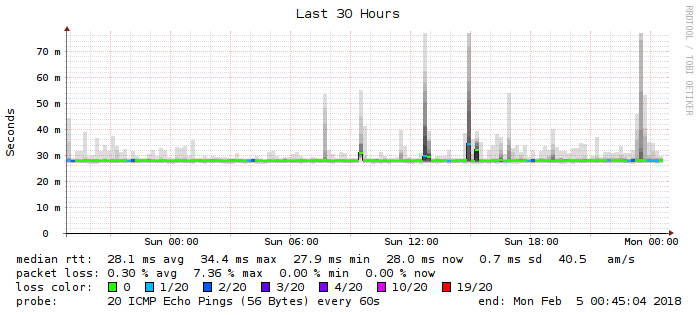 Last 30 Hours
RRDTOOL / TOBI OETIKER
Seconds
70 m
60 m
50 m
40 m
30 m
20 m
10 m
0
Sun 00:00 Sun 06:00 Sun 12:00 Sun 18:00 Mon 00:00
median rtt: 28.1 ms avg 34.4 ms max 27.9 ms min 28.0 ms now 0.7 ms sd 40.5 am/s
packet loss: 0.30 % avg 7.36 % max 0.00 % min 0.00 % now
loss color: 0 1/20 2/20 3/20 4/20 10/20 19/20
probe: 20 ICMP Echo Pings (56 Bytes) every 60s end: Mon Feb 5 00:45:04 2018